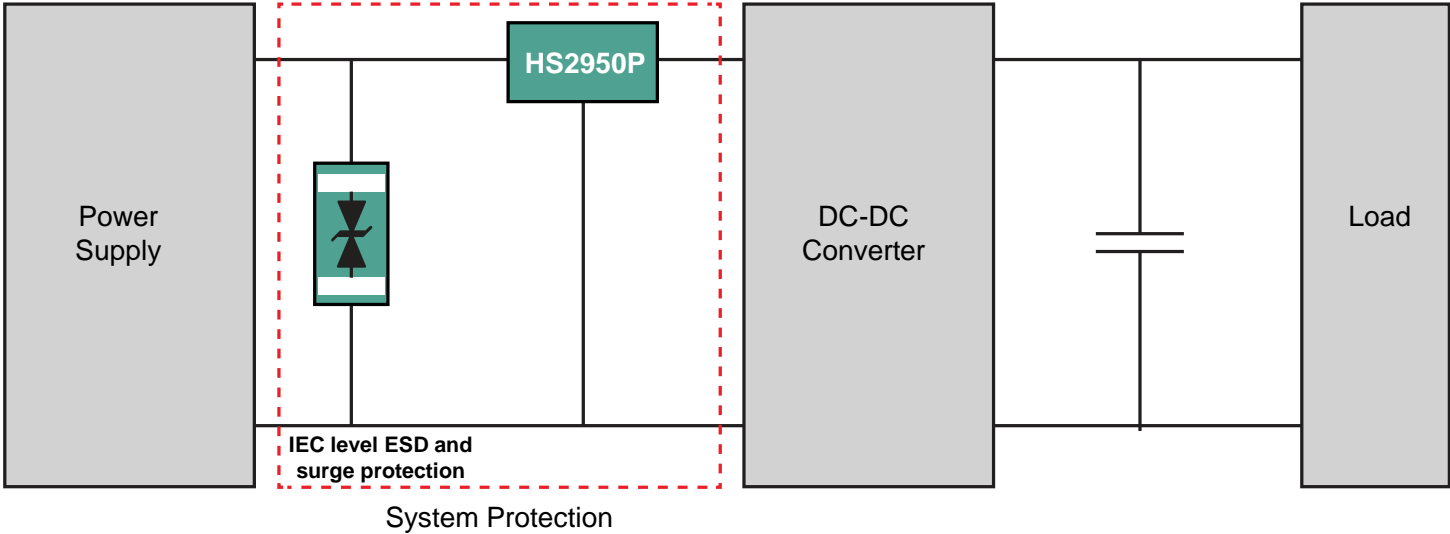 HS2950P
Power
Supply
DC-DC
Converter
Load
IEC level ESD and
surge protection
System Protection